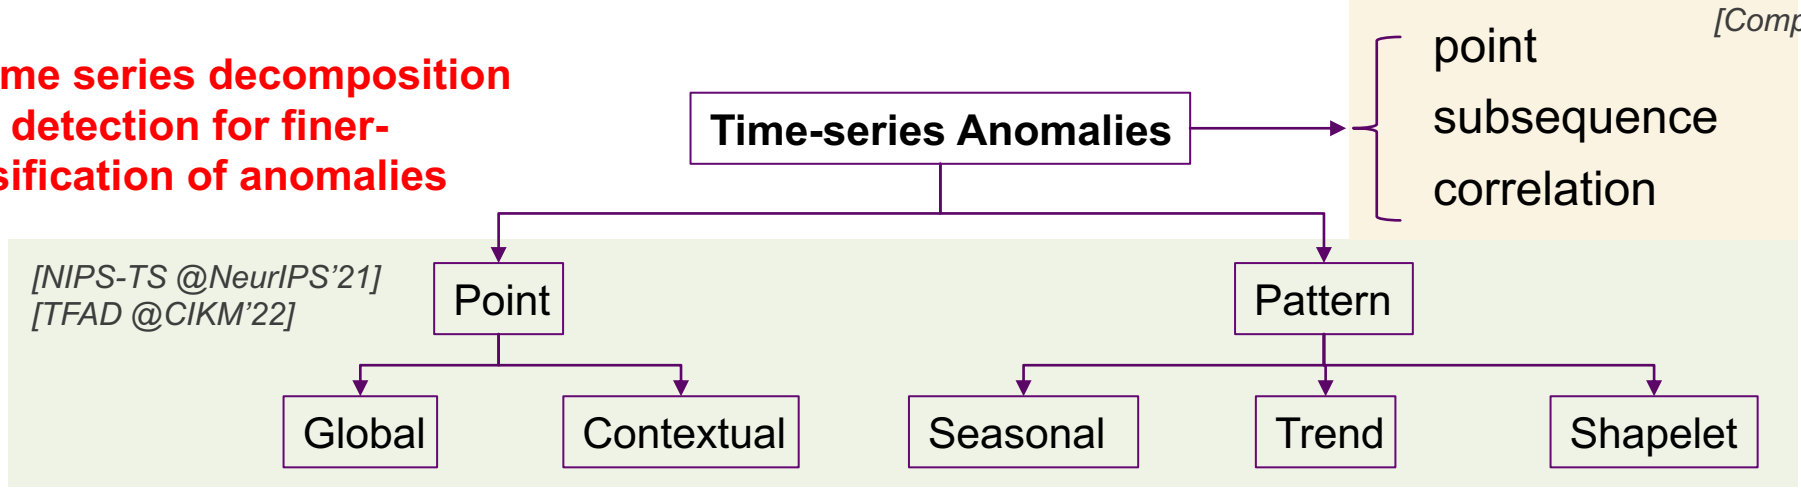 me series decomposition
detection for finer-
sification of anomalies
Time-series Anomalies
[Comp
point
subsequence
correlation
[NIPS-TS @NeurIPS’21]
[TFAD @CIKM’22]
Point
Pattern
Global
Contextual
Seasonal
Trend
Shapelet